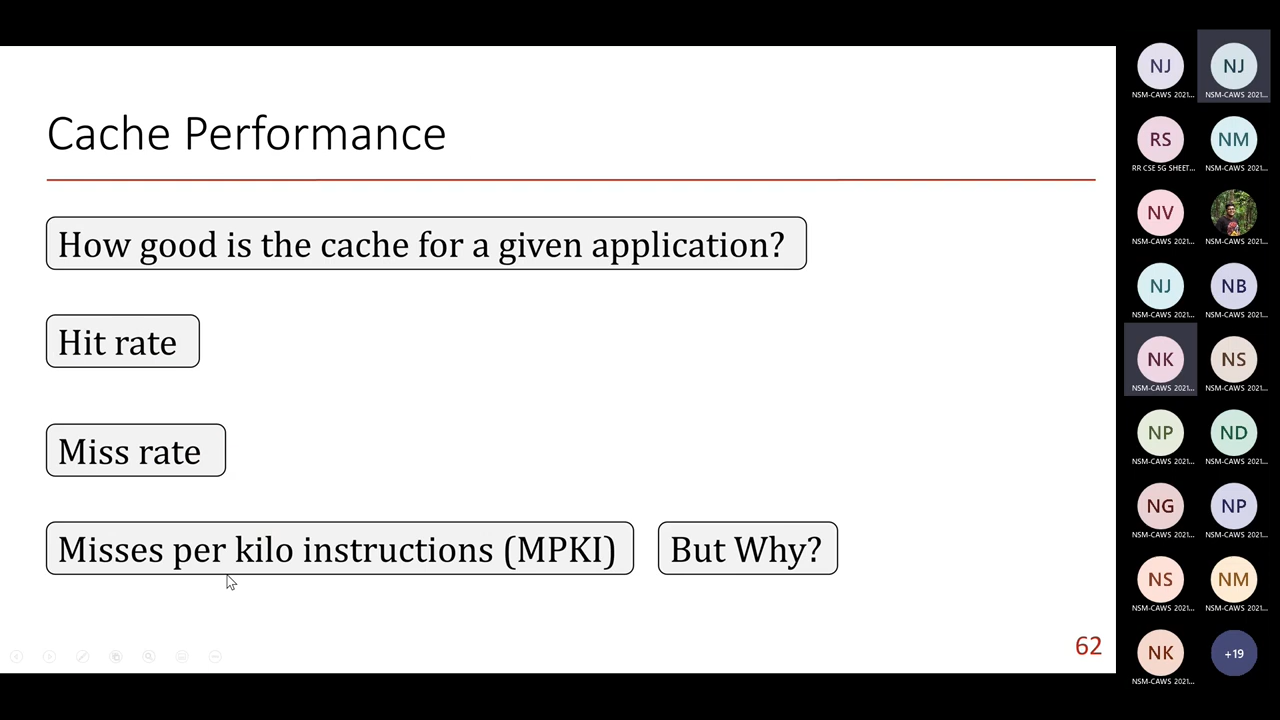 Cache Performance
How good is the cache for a given application?
Hit rate
Miss rate
Misses per kilo instructions (MPKI) But Why?
62
NJ NJ
NSM-CAWS 2021... NSM-CAWS 2021...
RS NM
RR CSE 5G SHEET... NSM-CAWS 2021...
NV
NSM-CAWS 2021... NSM-CAWS 2021...
NJ NB
NSM-CAWS 2021... NSM-CAWS 2021...
NK NS
NSM-CAWS 2021... NSM-CAWS 2021...
NP ND
NSM-CAWS 2021... NSM-CAWS 2021...
NG NP
NSM-CAWS 2021... NSM-CAWS 2021...
NS NM
NSM-CAWS 2021... NSM-CAWS 2021...
NK +19
NSM-CAWS 2021...